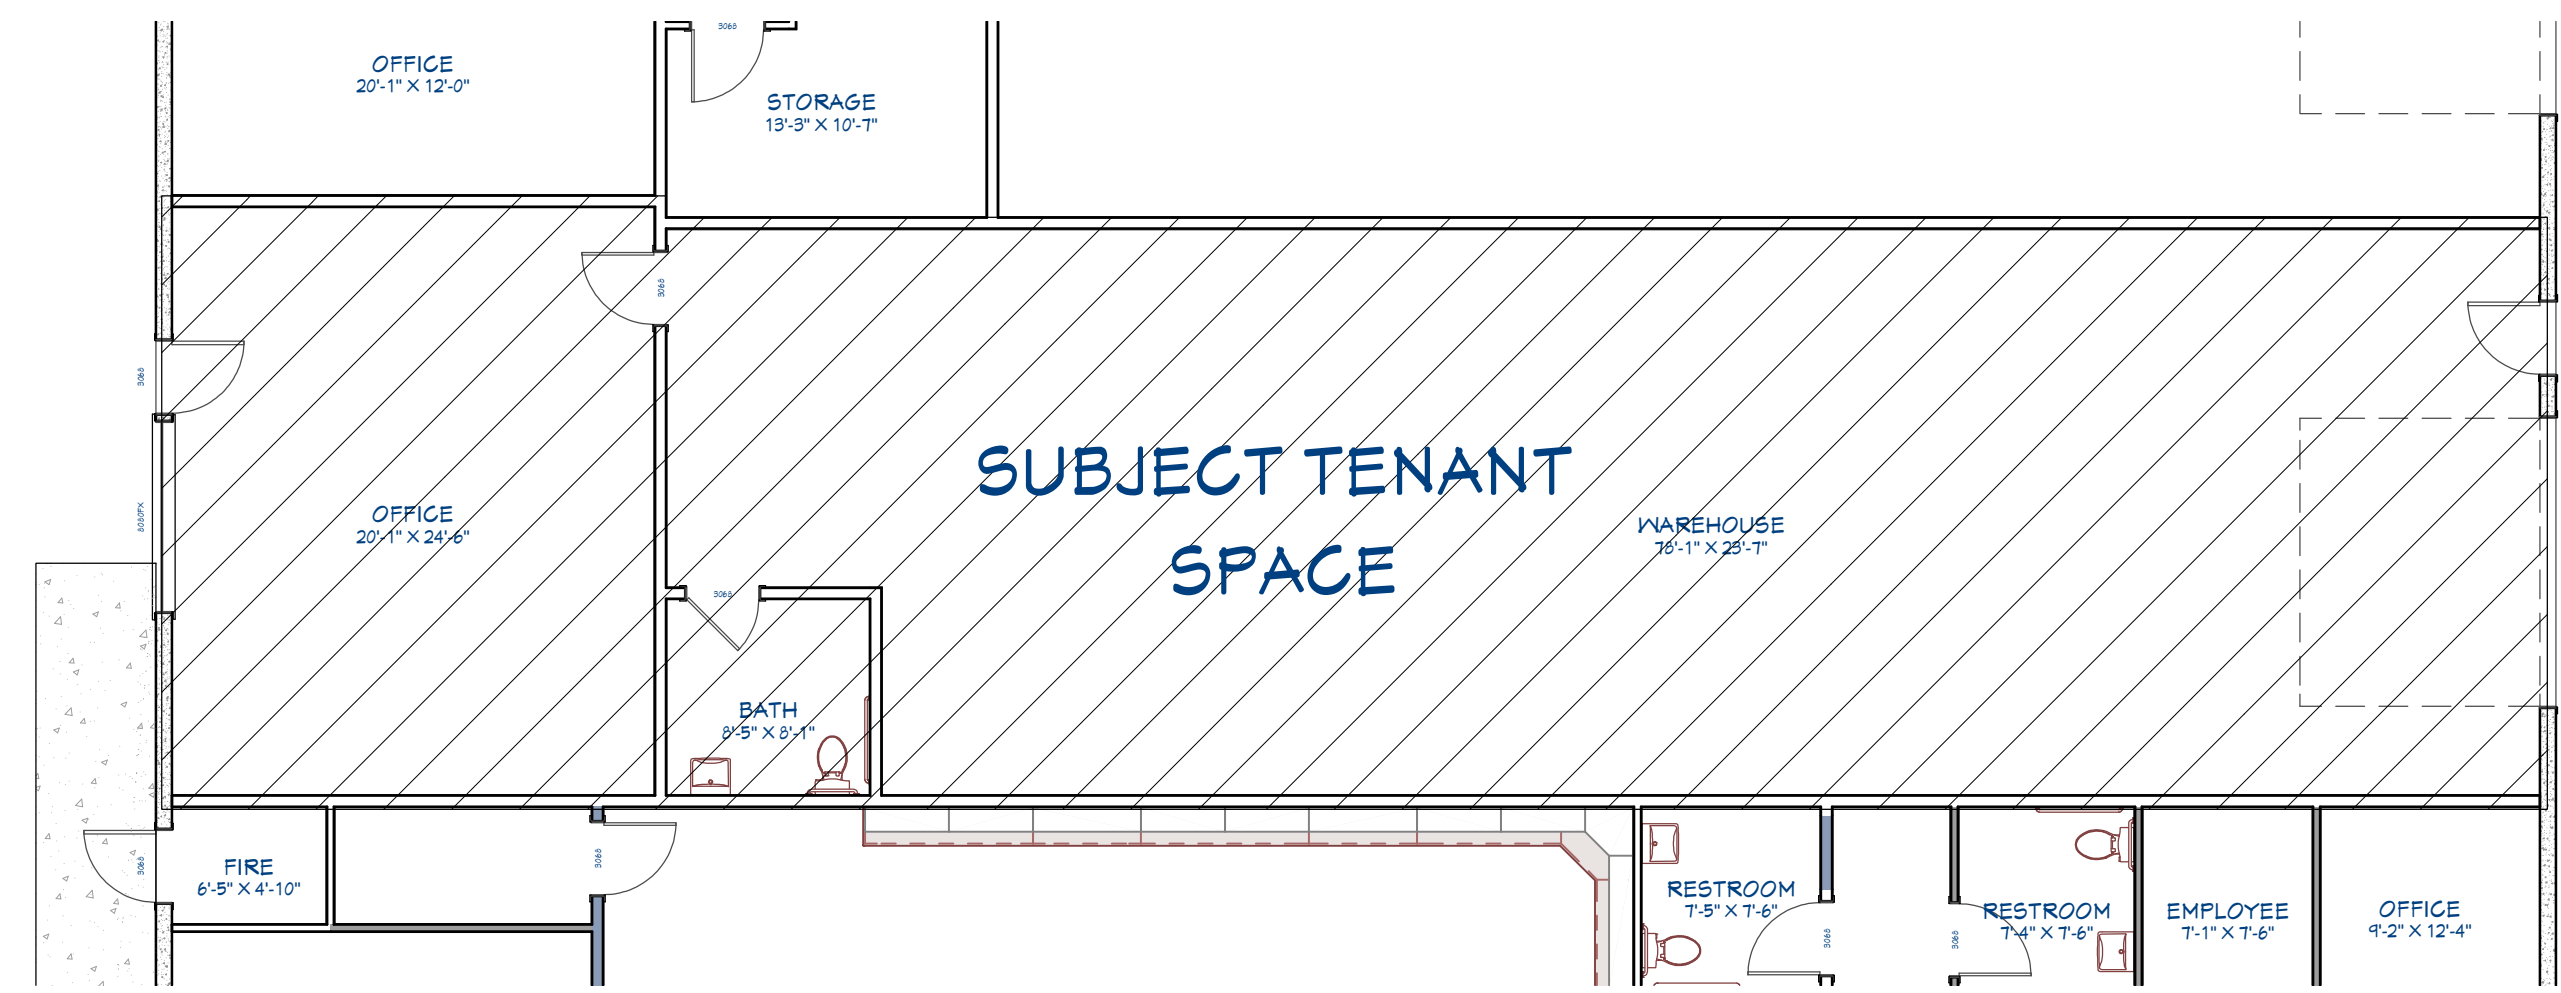 3068
OFFICE
20'-1" X 12'-0"
STORAGE
13'-3" X 10'-7"
3068
3068
SUBJECT TENANT
SPACE
8080FX
OFFICE
20'-1" X 24'-6"
WAREHOUSE
78'-1" X 23'-7"
3068
BATH
8'-5" X 8'-1"
3068
FIRE
6'-5" X 4'-10"
3068
RESTROOM
7'-5" X 7'-6"
3068
3068
RESTROOM
7'-4" X 7'-6"
EMPLOYEE
7'-1" X 7'-6"
OFFICE
9'-2" X 12'-4"